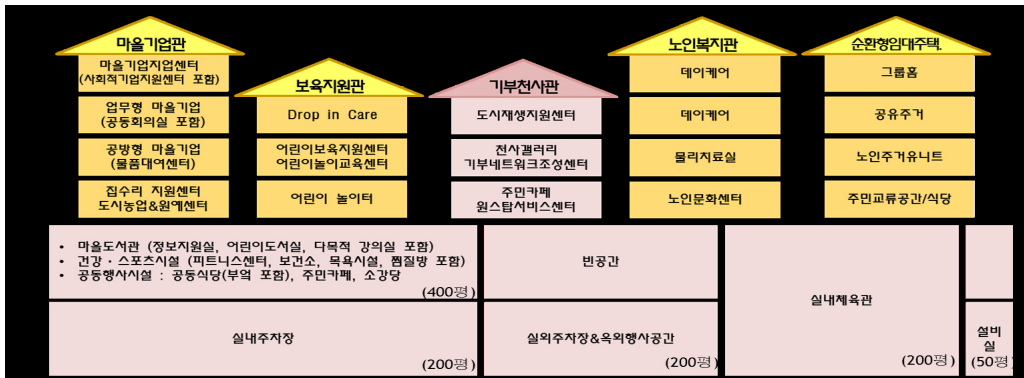 마을기업관
마을기업지업센터
(사회적기업지원센터 포함)
업무형 마을기업
(공동회의실 포함)
공방형 마을기업
(물품대여센터)
집수리 지원센터
도시농업&원예센터
보육지원관
Drop in Care
어린이보육지원센터
어린이놀이교육센터
어린이 놀이터
기부천사관
도시재생지원센터
천사갤러리
기부네트워크조성센터
주민카페
원스탑서비스센터
노인복지관
데이케어
데이케어
물리치료실
노인문화센터
순환형임대주택.
그룹홈
공유주거
노인주거유니트
주민교류공간/식당
• 마을도서관 (정보지원실, 어린이도서실, 다목적 강의실 포함)
• 건강·스포츠시설 (피트니스센터, 보건소, 목욕시설, 찜질방 포함)
• 공동행사시설 : 공동식당(부엌 포함), 주민카페, 소강당
(400평)
빈공간
실내체육관
(200평)
실내주차장
(200평)
실외주차장&옥외행사공간
(200평)
설비
실
(50평)